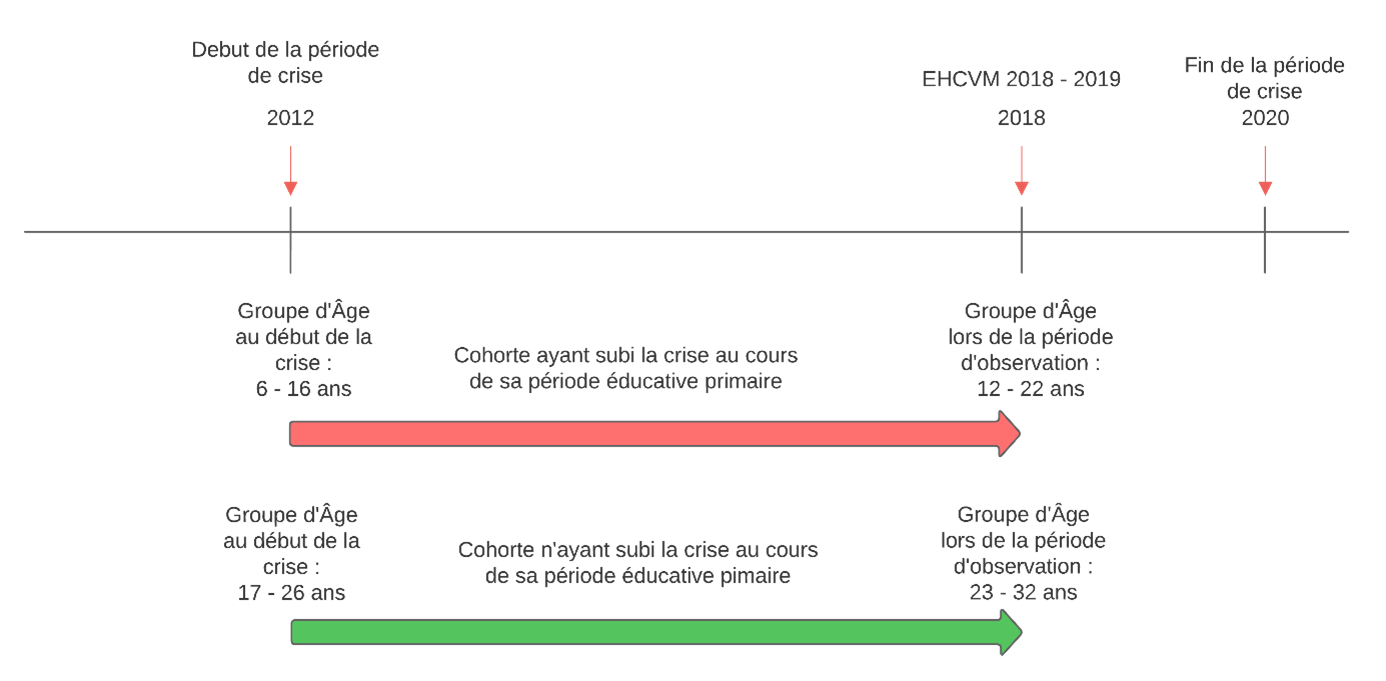 Debut de la période
de crise
2012
EHCVM 2018 - 2019
2018
Fin de la période
de crise
2020
Groupe d'Âge
au début de la
crise :
6 - 16 ans
Cohorte ayant subi la crise au cours
de sa période éducative primaire
Groupe d'Âge
lors de la période
d'observation :
12 - 22 ans
Groupe d'Âge
au début de la
crise :
17 - 26 ans
Cohorte n'ayant subi la crise au cours
de sa période éducative pimaire
Groupe d'Âge
lors de la période
d'observation :
23 - 32 ans